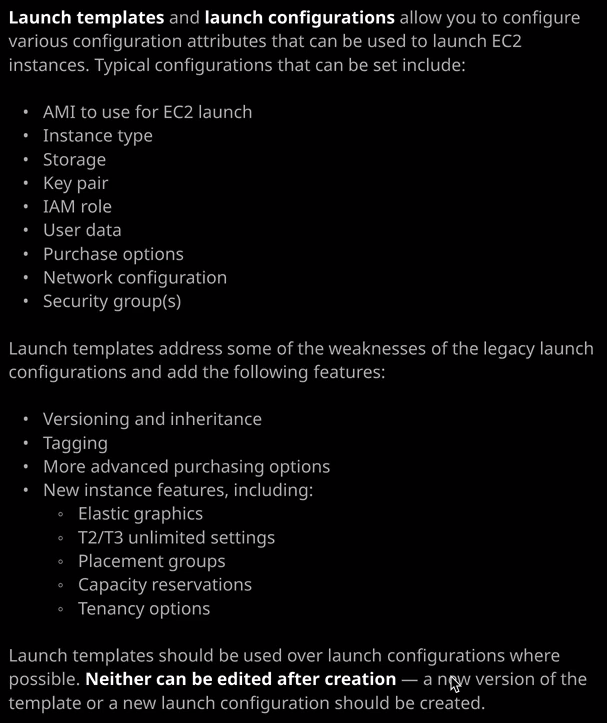 Launch templates and launch configurations allow you to configure
various configuration attributes that can be used to launch EC2
instances. Typical configurations that can be set include:
• AMI to use for EC2 launch
• Instance type
• Storage
• Key pair
• IAM role
• User data
• Purchase options
• Network configuration
• Security group(s)
Launch templates address some of the weaknesses of the legacy launch
configurations and add the following features:
• Versioning and inheritance
• Tagging
• More advanced purchasing options
• New instance features, including:
◦ Elastic graphics
◦ T2/T3 unlimited settings
◦ Placement groups
◦ Capacity reservations
◦ Tenancy options
Launch templates should be used over launch configurations where
possible. Neither can be edited after creation — a new version of the
template or a new launch configuration should be created.